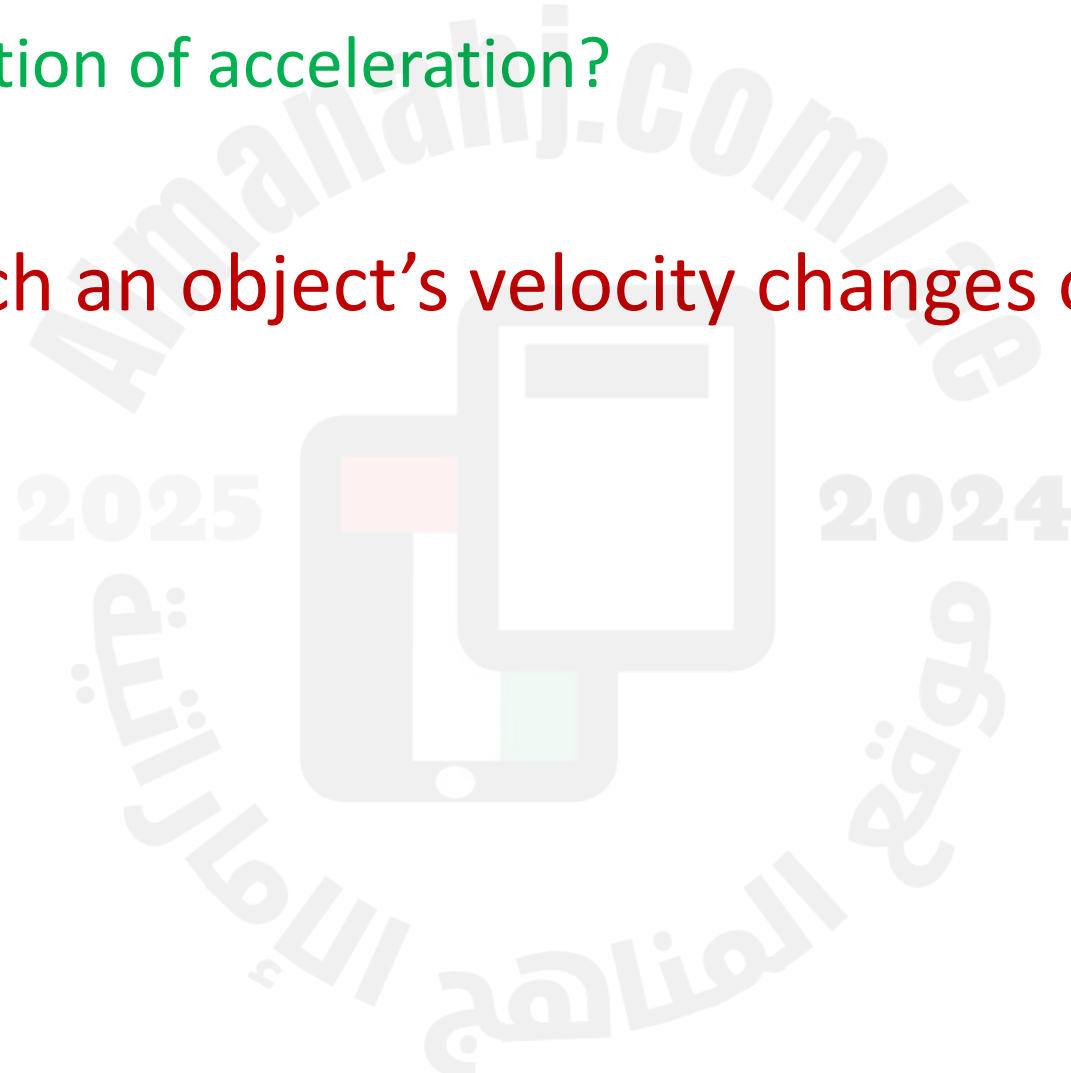 tion of acceleration?
Almanahj.com/ae
ch an object’s velocity changes o
2025
2024
موقع
المناهج
الإماراتية